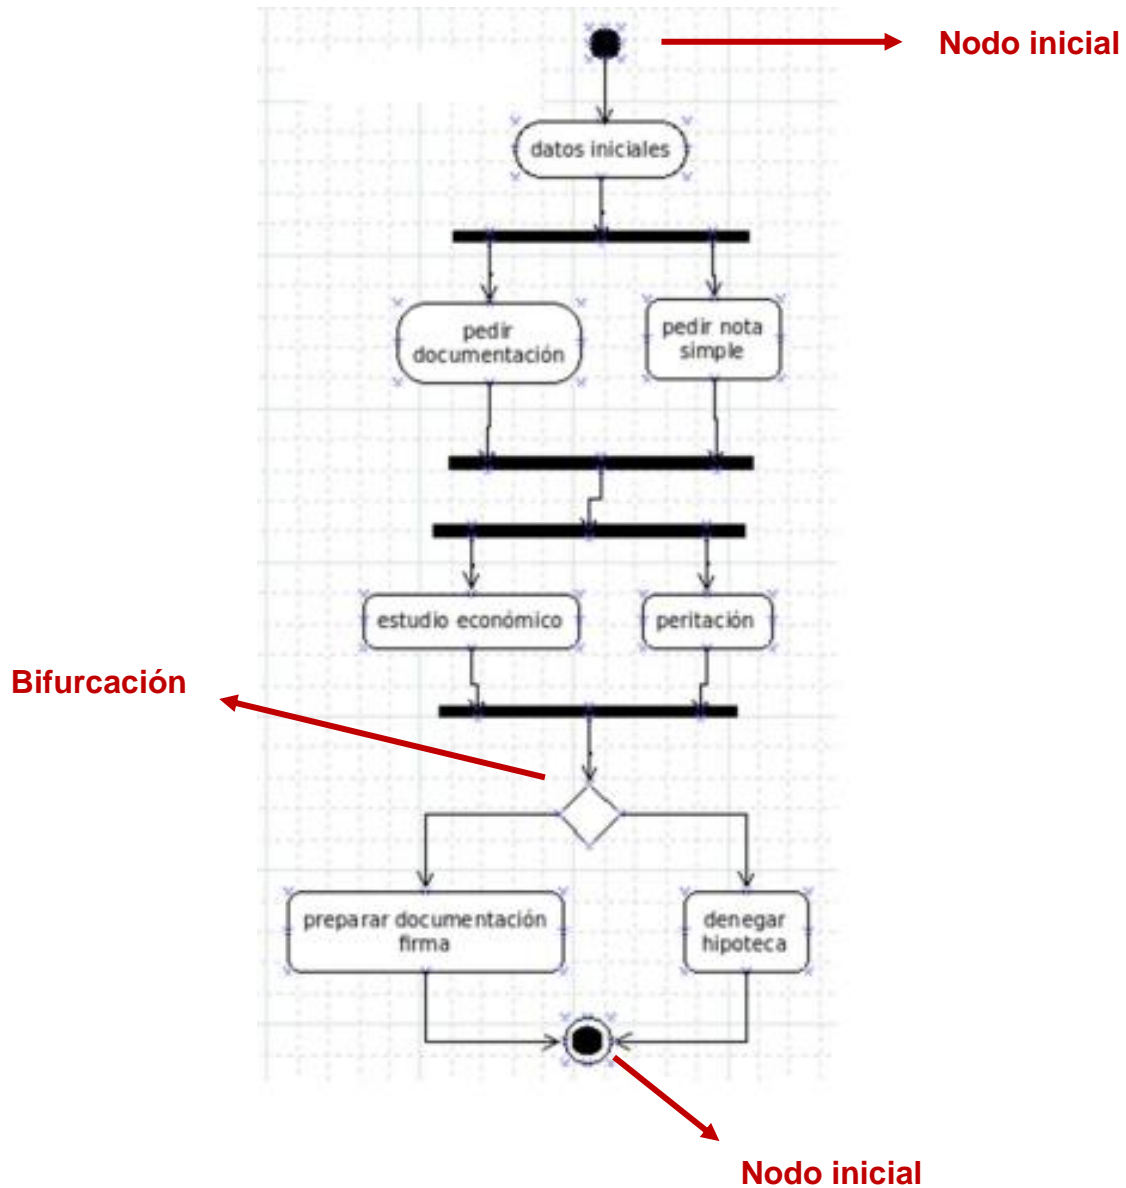 Nodo inicial
datos iniciales
pedir
documentación
pedir nota
simple
estudio económico
peritación
Bifurcación
preparar documentación
firma
denegar
hipoteca
Nodo inicial